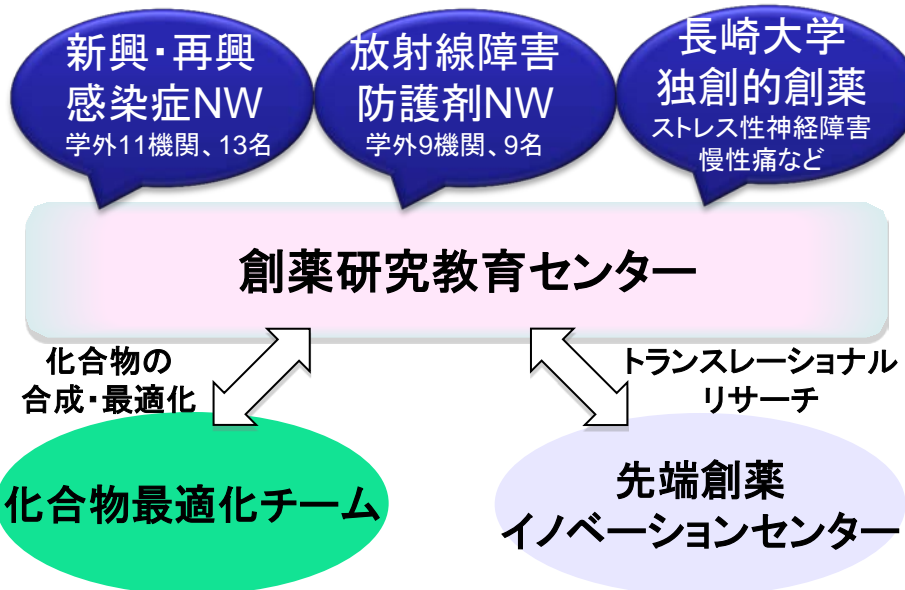 新興・再興
感染症NW
学外11機関、13名
放射線障害
防護剤NW
学外9機関、9名
長崎大学
独創的創薬
ストレス性神経障害
慢性痛など
創薬研究教育センター
化合物の
合成・最適化
トランスレーショナル
リサーチ
化合物最適化チーム
先端創薬
イノベーションセンター